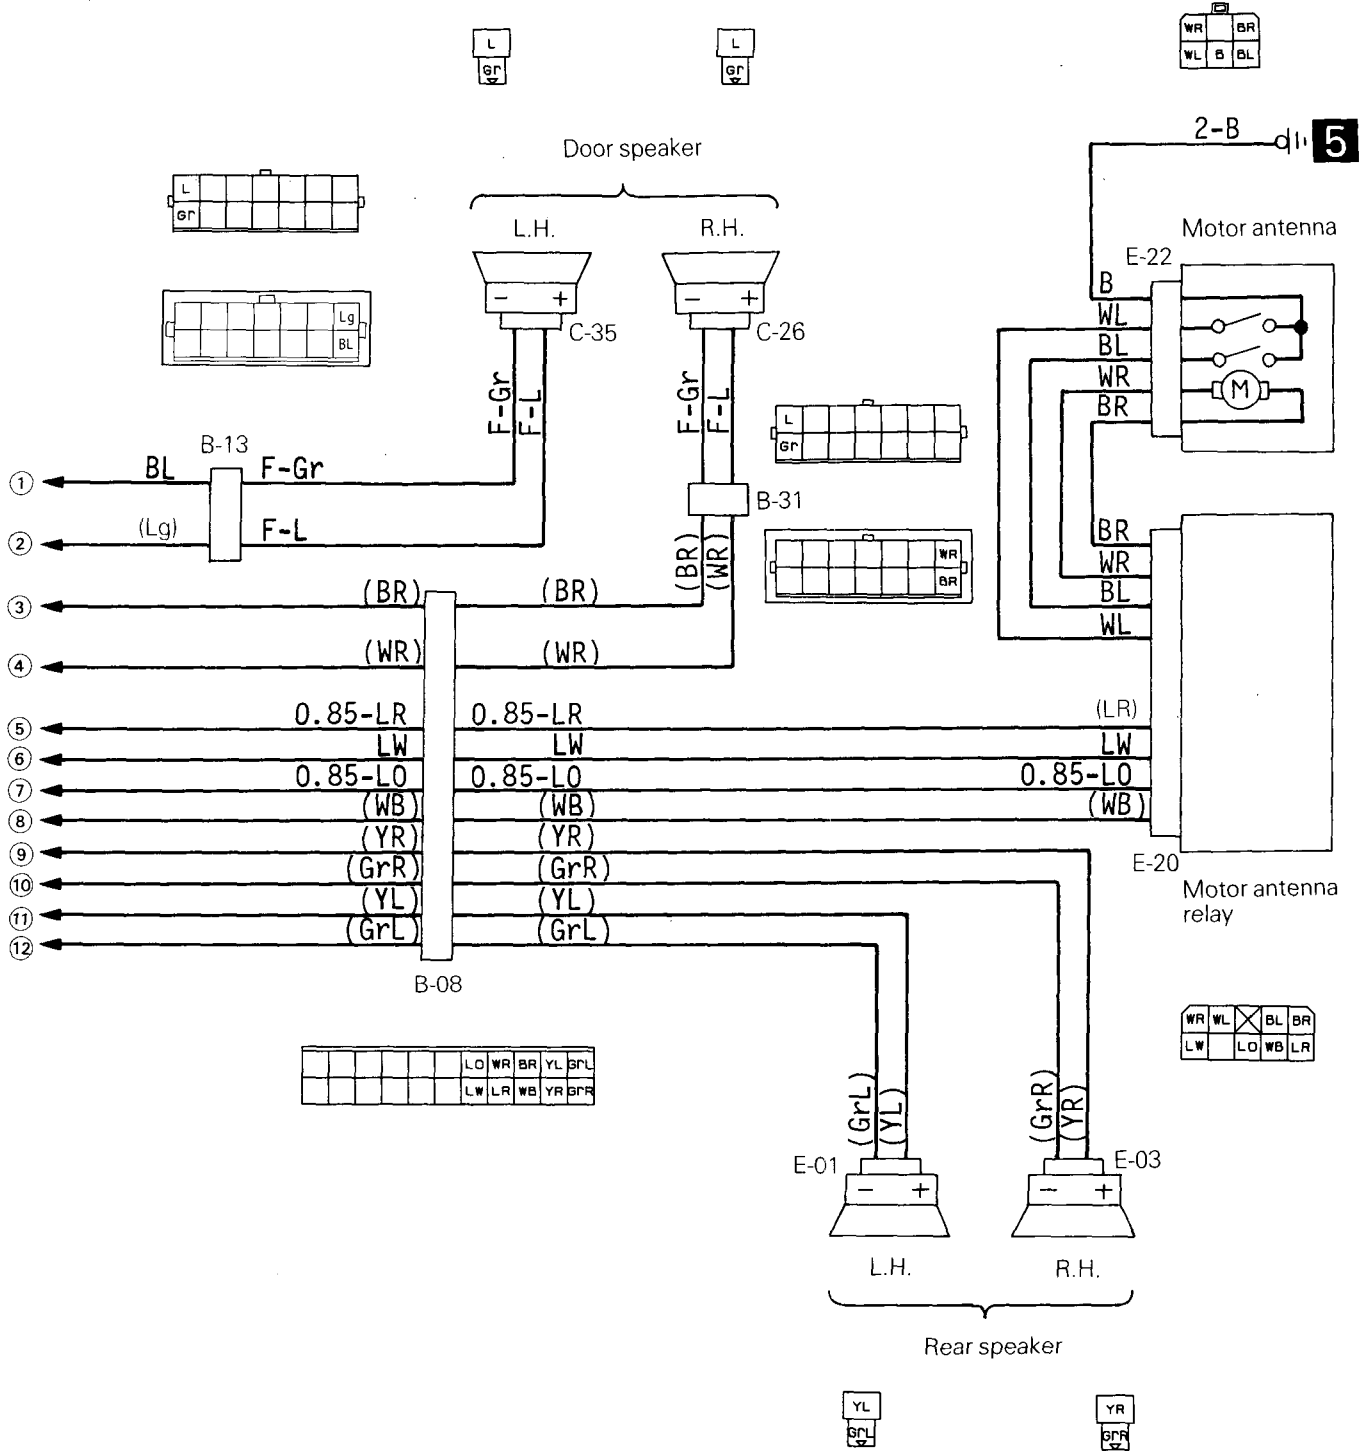 L
Gr
L
Gr
WR BR
WL B BL
2-B
5
Door speaker
L
Gr
L.H.
R.H.
Motor antenna
E-22
B
WL
BL
WR
BR
M
− +
C-35
− +
C-26
Lg
BL
F-Gr
F-L
F-Gr
F-L
L
Gr
B-13
① BL F-Gr
② (Lg) F-L
B-31
(BR)
(WR)
WR
BR
BR
WR
BL
WL
③ (BR) (BR)
④ (WR) (WR)
⑤ 0.85-LR 0.85-LR (LR)
⑥ LW LW LW
⑦ 0.85-LO 0.85-LO 0.85-LO
⑧ (WB) (WB) (WB)
⑨ (YR) (YR)
⑩ (GrR) (GrR)
⑪ (YL) (YL)
⑫ (GrL) (GrL)
E-20
Motor antenna
relay
B-08
WR WL BL BR
LW LO WB LR
LO WR BR YL GrL
LW LR WB YR GrR
(GrL)
(YL)
(GrR)
(YR)
E-01
E-03
− +
− +
L.H.
R.H.
Rear speaker
YL
GrL
YR
GrR